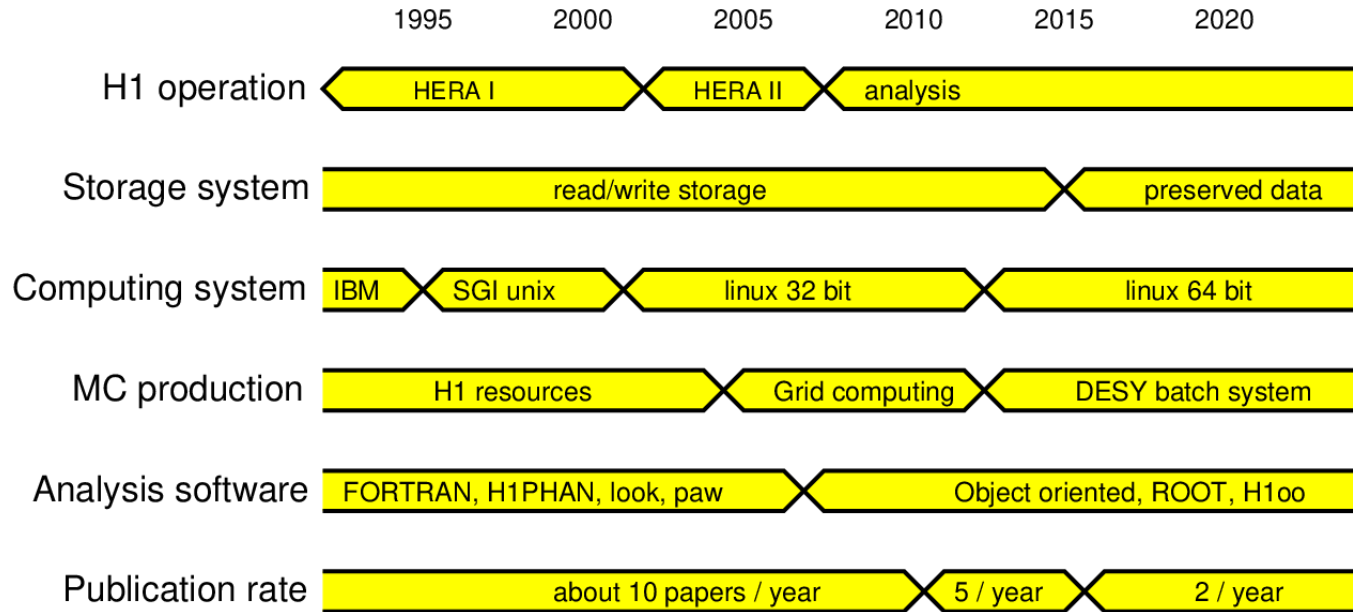 1995 2000 2005 2010 2015 2020
H1 operation HERA I HERA II analysis
Storage system read/write storage preserved data
Computing system IBM SGI unix linux 32 bit linux 64 bit
MC production H1 resources Grid computing DESY batch system
Analysis software FORTRAN, H1PHAN, look, paw Object oriented, ROOT, H1oo
Publication rate about 10 papers / year 5 / year 2 / year